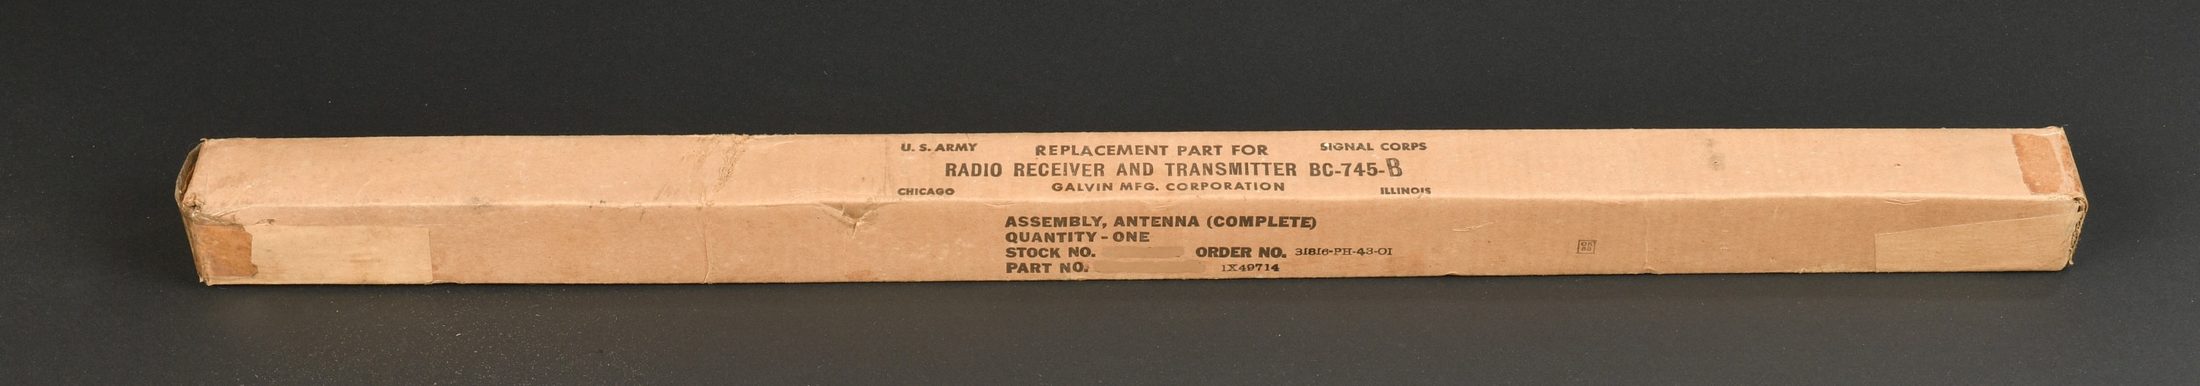 U. S. ARMY REPLACEMENT PART FOR SIGNAL CORPS
RADIO RECEIVER AND TRANSMITTER BC-745-B
CHICAGO GALVIN MFG. CORPORATION ILLINOIS
ASSEMBLY, ANTENNA (COMPLETE)
QUANTITY - ONE
STOCK NO. ORDER NO. 31816-PH-43-01
PART NO. 1X49714